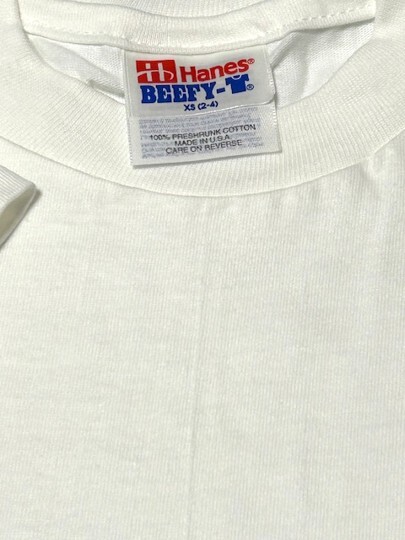 Hanes®
BEEFY-T®
XS (2-4)
100% PRESHRUNK COTTON
MADE IN U.S.A.
CARE ON REVERSE